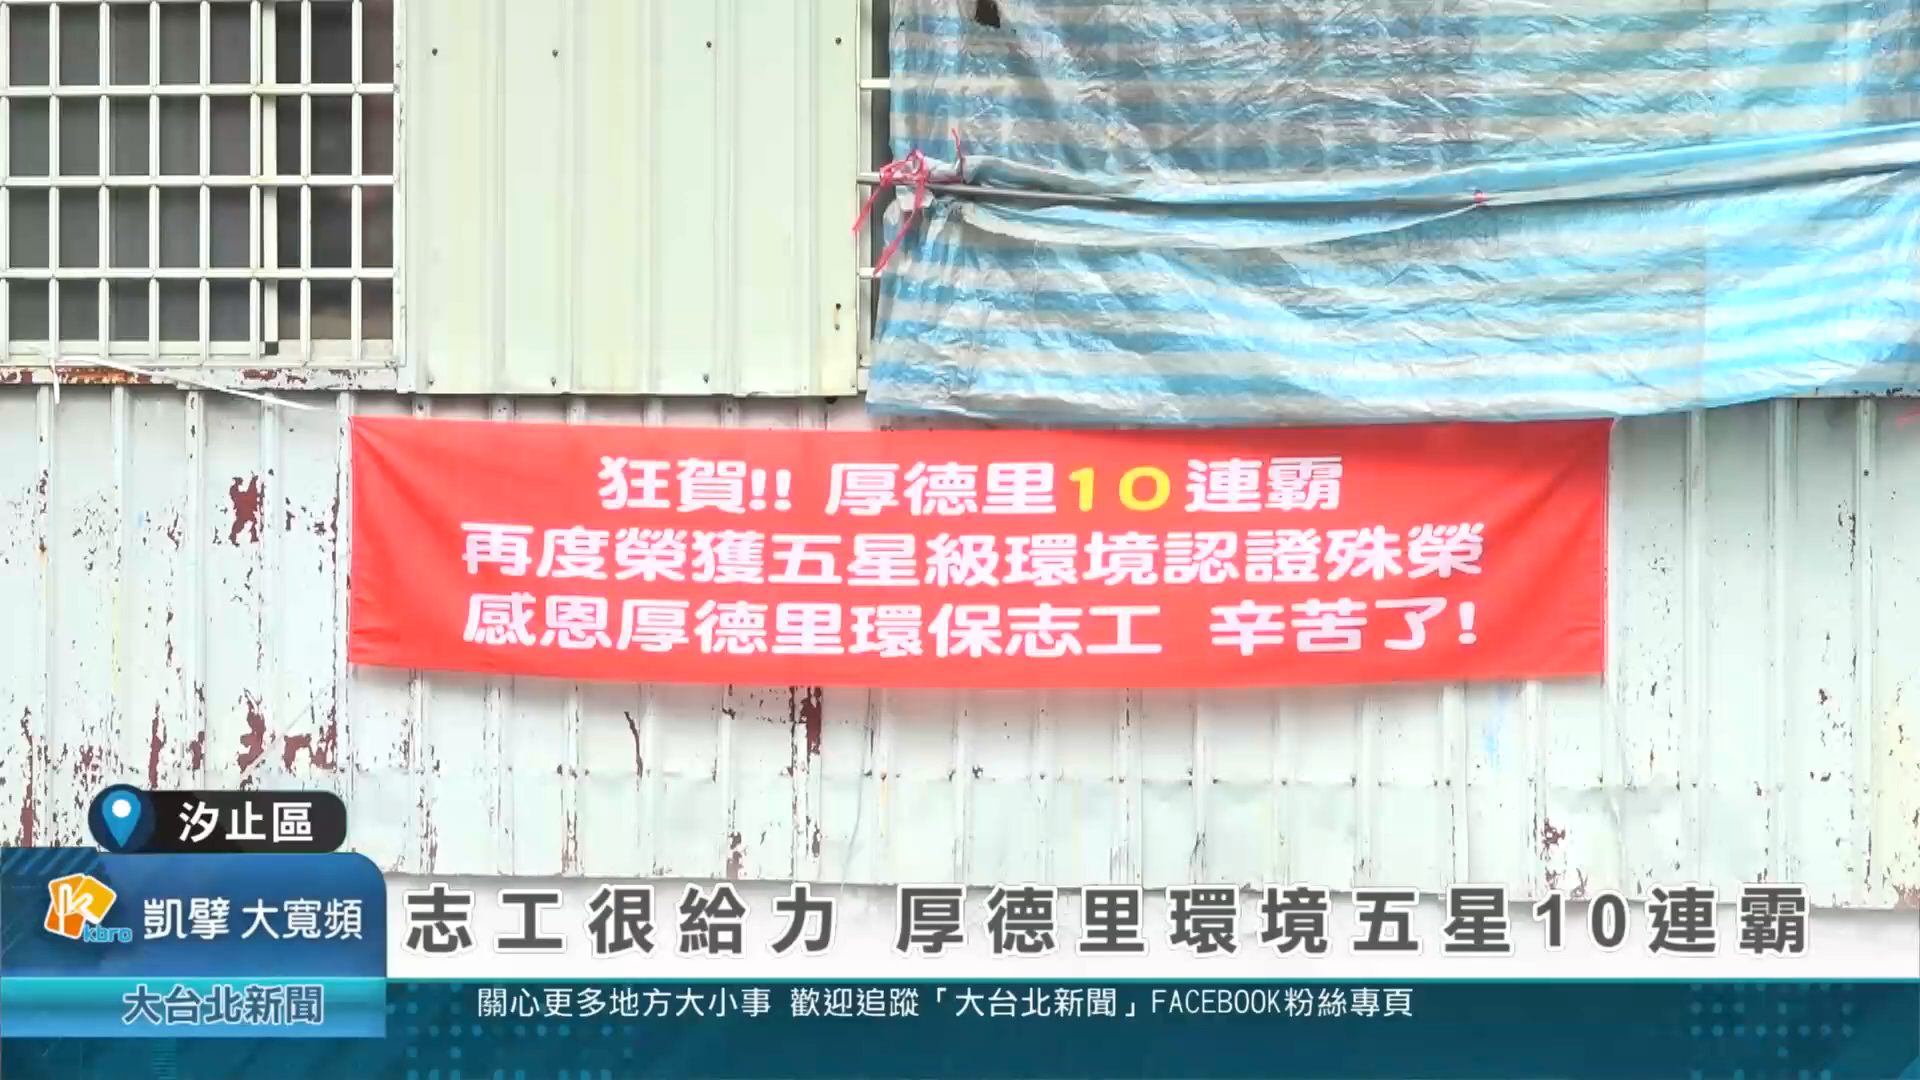 狂賀!! 厚德里10連霸
再度榮獲五星級環境認證殊榮
感恩厚德里環保志工 辛苦了!
汐止區
kbro 凱擘大寬頻
志工很給力 厚德里環境五星10連霸
大台北新聞
關心更多地方大小事 歡迎追蹤「大台北新聞」FACEBOOK粉絲專頁